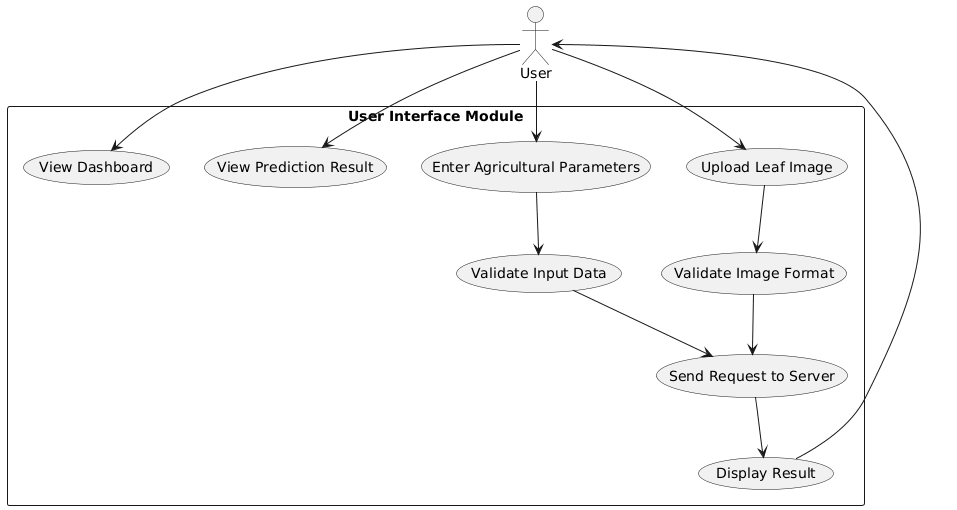 User
User Interface Module
View Dashboard
View Prediction Result
Enter Agricultural Parameters
Upload Leaf Image
Validate Input Data
Validate Image Format
Send Request to Server
Display Result